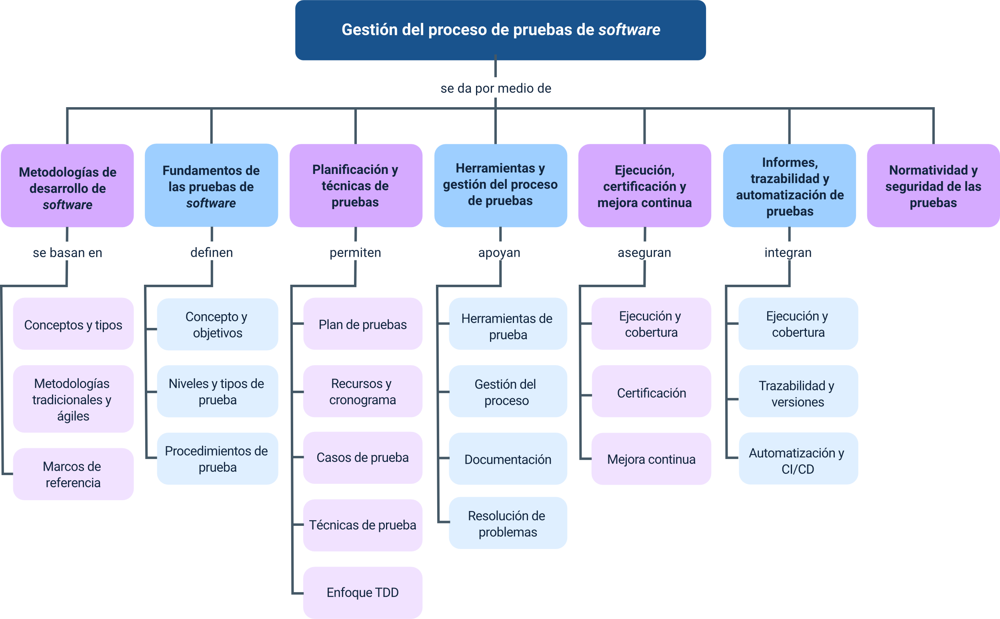 Gestión del proceso de pruebas de software
se da por medio de
Metodologías de
desarrollo de
software
Fundamentos de
las pruebas de
software
Planificación y
técnicas de
pruebas
Herramientas y
gestión del proceso
de pruebas
Ejecución,
certificación y
mejora continua
Informes,
trazabilidad y
automatización de
pruebas
Normatividad y
seguridad de las
pruebas
se basan en
Conceptos y tipos
Metodologías
tradicionales y
ágiles
Marcos de
referencia
definen
Concepto y
objetivos
Niveles y tipos de
prueba
Procedimientos de
prueba
permiten
Plan de pruebas
Recursos y
cronograma
Casos de prueba
Técnicas de prueba
Enfoque TDD
apoyan
Herramientas de
prueba
Gestión del
proceso
Documentación
Resolución de
problemas
aseguran
Ejecución y
cobertura
Certificación
Mejora continua
integran
Ejecución y
cobertura
Trazabilidad y
versiones
Automatización y
CI/CD